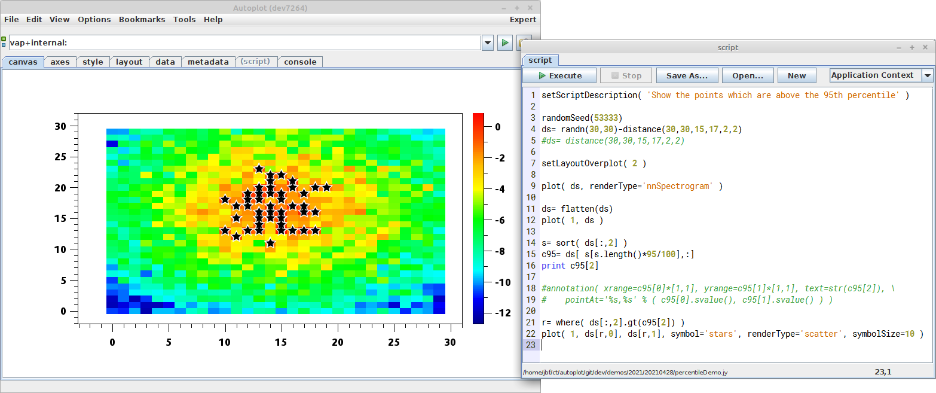 Autoplot (dev7264)
File Edit View Options Bookmarks Tools Help Expert
vap+internal:
canvas axes style layout data metadata (script) console
30
25
20
15
10
5
0
0 5 10 15 20 25 30
0
-2
-4
-6
-8
-10
-12
script
script
Execute Stop Save As... Open... New Application Context
1 setScriptDescription( 'Show the points which are above the 95th percentile' )
2
3 randomSeed(53333)
4 ds= randn(30,30)-distance(30,30,15,17,2,2)
5 #ds= distance(30,30,15,17,2,2)
6
7 setLayoutOverplot( 2 )
8
9 plot( ds, renderType='nnSpectrogram' )
10
11 ds= flatten(ds)
12 plot( 1, ds )
13
14 s= sort( ds[:,2] )
15 c95= ds[ s[s.length()*95/100],:]
16 print c95[2]
17
18 #annotation( xrange=c95[0]*[1,1], yrange=c95[1]*[1,1], text=str(c95[2]), \
19 # pointAt='%s,%s' % ( c95[0].svalue(), c95[1].svalue() ) )
20
21 r= where( ds[:,2].gt(c95[2]) )
22 plot( 1, ds[r,0], ds[r,1], symbol='stars', renderType='scatter', symbolSize=10 )
23
/home/jbf/ct/autoplot/git/dev/demos/2021/20210428/percentileDemo.jy 23,1